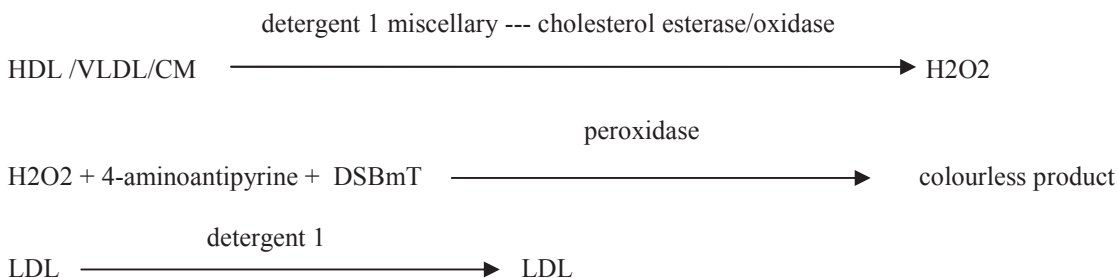 detergent 1 miscellary --- cholesterol esterase/oxidase
HDL /VLDL/CM H2O2
peroxidase
H2O2 + 4-aminoantipyrine + DSBmT colourless product
detergent 1
LDL LDL